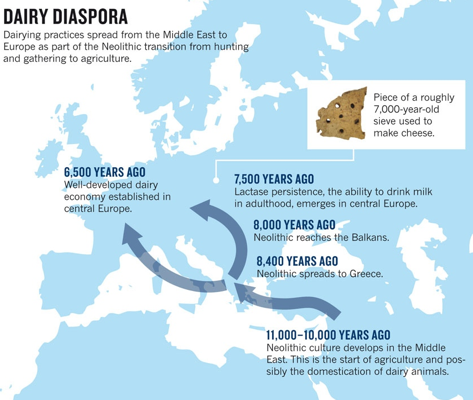 DAIRY DIASPORA
Dairying practices spread from the Middle East to
Europe as part of the Neolithic transition from hunting
and gathering to agriculture.
Piece of a roughly
7,000-year-old
sieve used to
make cheese.
6,500 YEARS AGO
Well-developed dairy
economy established in
central Europe.
7,500 YEARS AGO
Lactase persistence, the ability to drink milk
in adulthood, emerges in central Europe.
8,000 YEARS AGO
Neolithic reaches the Balkans.
8,400 YEARS AGO
Neolithic spreads to Greece.
11,000–10,000 YEARS AGO
Neolithic culture develops in the Middle
East. This is the start of agriculture and pos-
sibly the domestication of dairy animals.